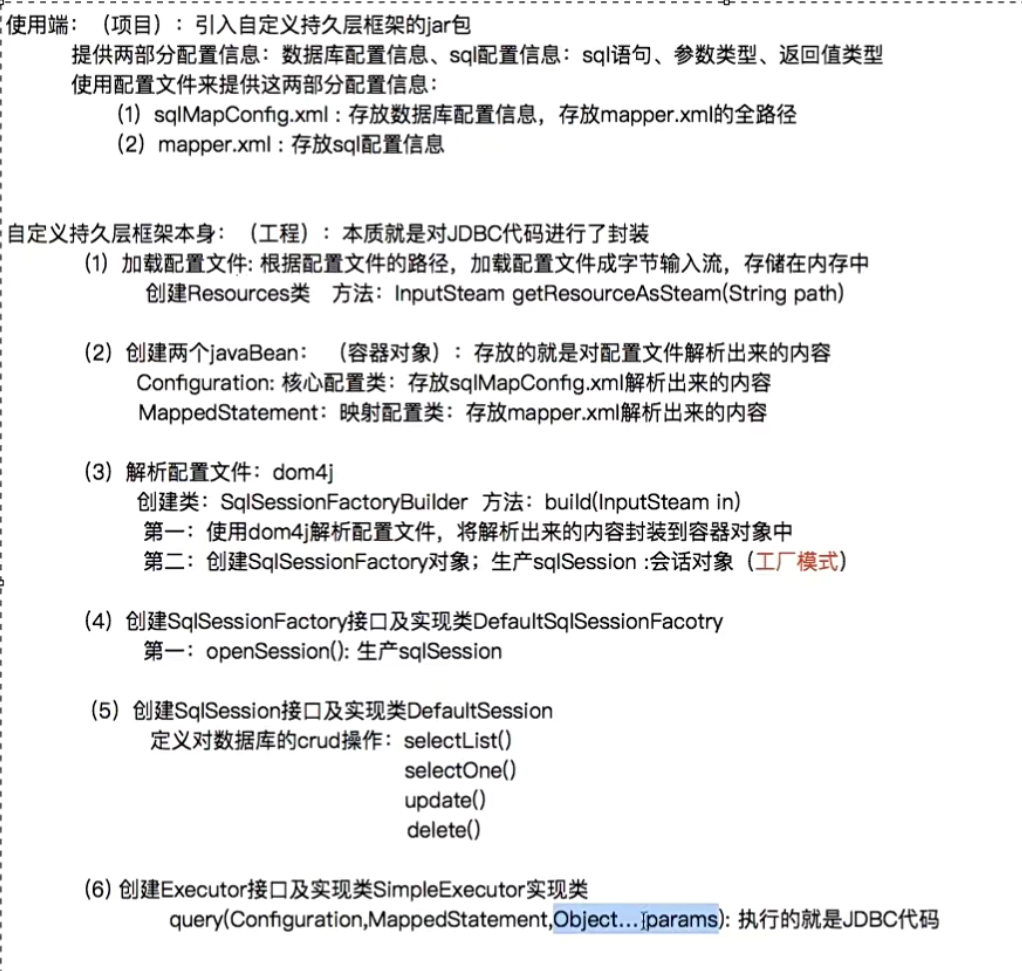 使用端：（项目）：引入自定义持久层框架的jar包
提供两部分配置信息：数据库配置信息、sql配置信息：sql语句、参数类型、返回值类型
使用配置文件来提供这两部分配置信息：
（1）sqlMapConfig.xml：存放数据库配置信息，存放mapper.xml的全路径
（2）mapper.xml：存放sql配置信息
自定义持久层框架本身：（工程）：本质就是对JDBC代码进行了封装
（1）加载配置文件: 根据配置文件的路径，加载配置文件成字节输入流，存储在内存中
创建Resources类 方法：InputSteam getResourceAsSteam(String path)
（2）创建两个javaBean：（容器对象）：存放的就是对配置文件解析出来的内容
Configuration: 核心配置类：存放sqlMapConfig.xml解析出来的内容
MappedStatement：映射配置类：存放mapper.xml解析出来的内容
（3）解析配置文件：dom4j
创建类：SqlSessionFactoryBuilder 方法：build(InputSteam in)
第一：使用dom4j解析配置文件，将解析出来的内容封装到容器对象中
第二：创建SqlSessionFactory对象；生产sqlSession :会话对象（工厂模式）
（4）创建SqlSessionFactory接口及实现类DefaultSqlSessionFacotry
第一：openSession(): 生产sqlSession
（5）创建SqlSession接口及实现类DefaultSession
定义对数据库的crud操作：selectList()
selectOne()
update()
delete()
（6) 创建Executor接口及实现类SimpleExecutor实现类
query(Configuration,MappedStatement,Object... params): 执行的就是JDBC代码